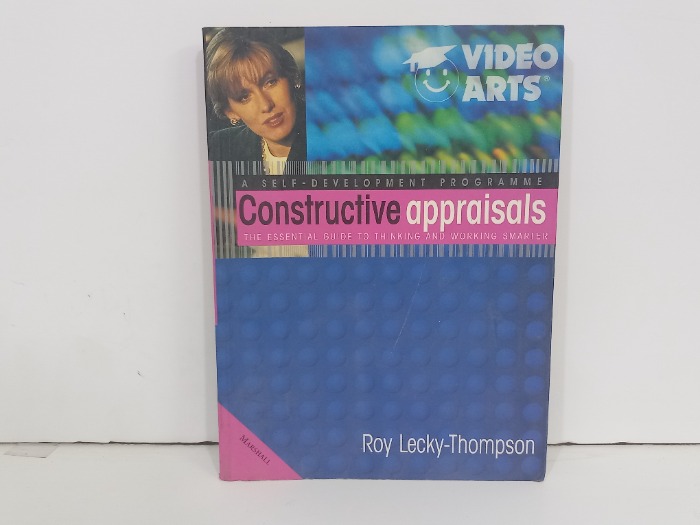 VIDEO
ARTS®
A SELF-DEVELOPMENT PROGRAMME
Constructive appraisals
THE ESSENTIAL GUIDE TO THINKING AND WORKING SMARTER
Roy Lecky-Thompson
MARSHALL